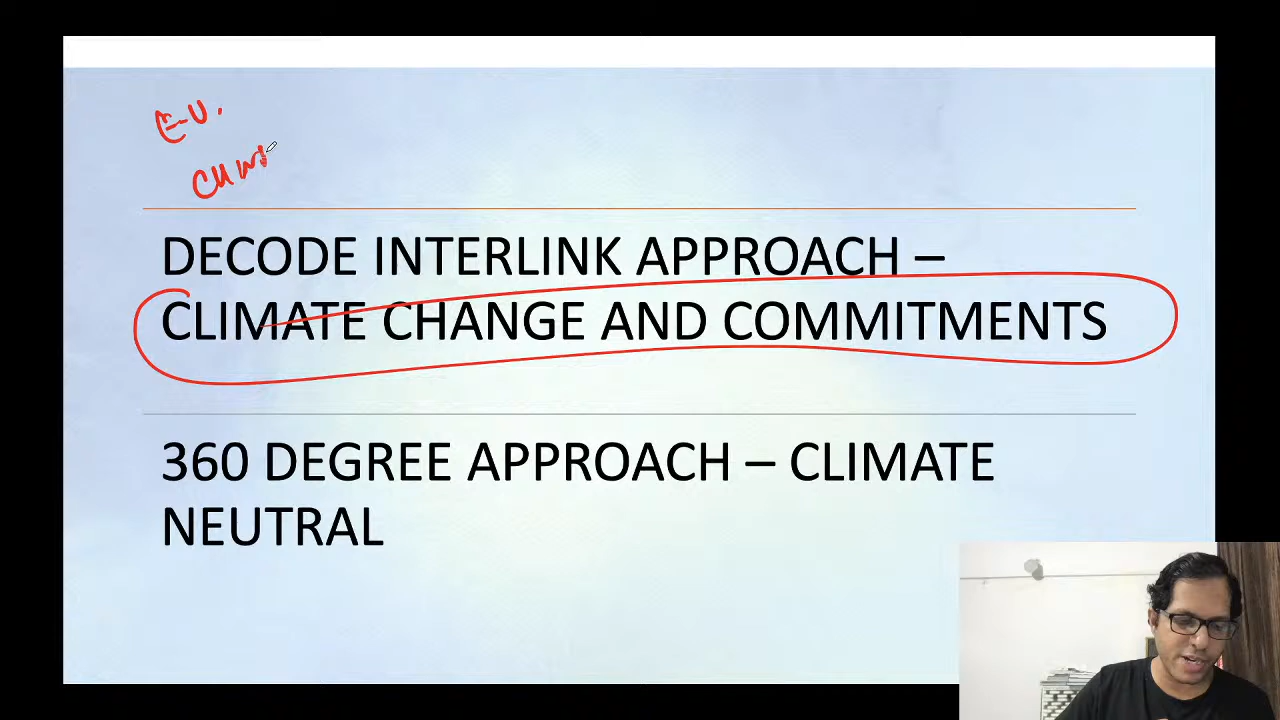 E-U.
DECODE INTERLINK APPROACH –
CLIMATE CHANGE AND COMMITMENTS
360 DEGREE APPROACH – CLIMATE
NEUTRAL